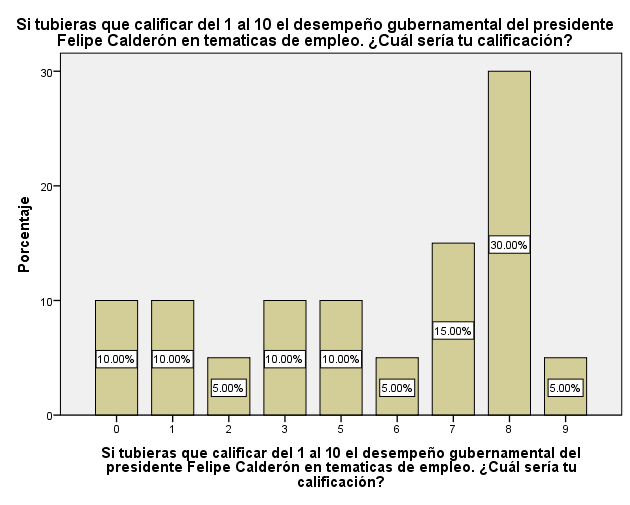 Si tubieras que calificar del 1 al 10 el desempeño gubernamental del presidente
Felipe Calderón en tematicas de empleo. ¿Cuál sería tu calificación?
Porcentaje
30
20
10
0
10.00%
10.00%
5.00%
10.00%
10.00%
5.00%
15.00%
30.00%
5.00%
0 1 2 3 5 6 7 8 9
Si tubieras que calificar del 1 al 10 el desempeño gubernamental del
presidente Felipe Calderón en tematicas de empleo. ¿Cuál sería tu
calificación?